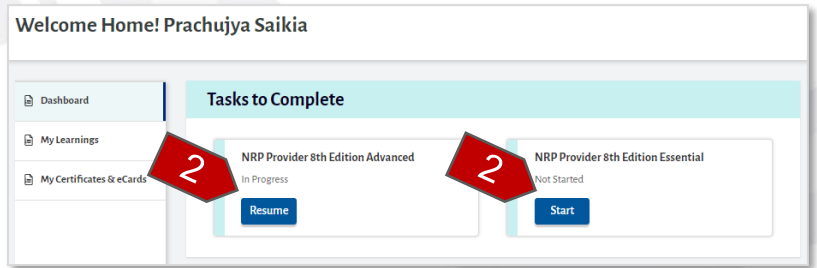 Welcome Home! Prachujya Saikia
Dashboard
My Learnings
My Certificates & eCards
Tasks to Complete
NRP Provider 8th Edition Advanced
2
In Progress
Resume
NRP Provider 8th Edition Essential
2
Not Started
Start